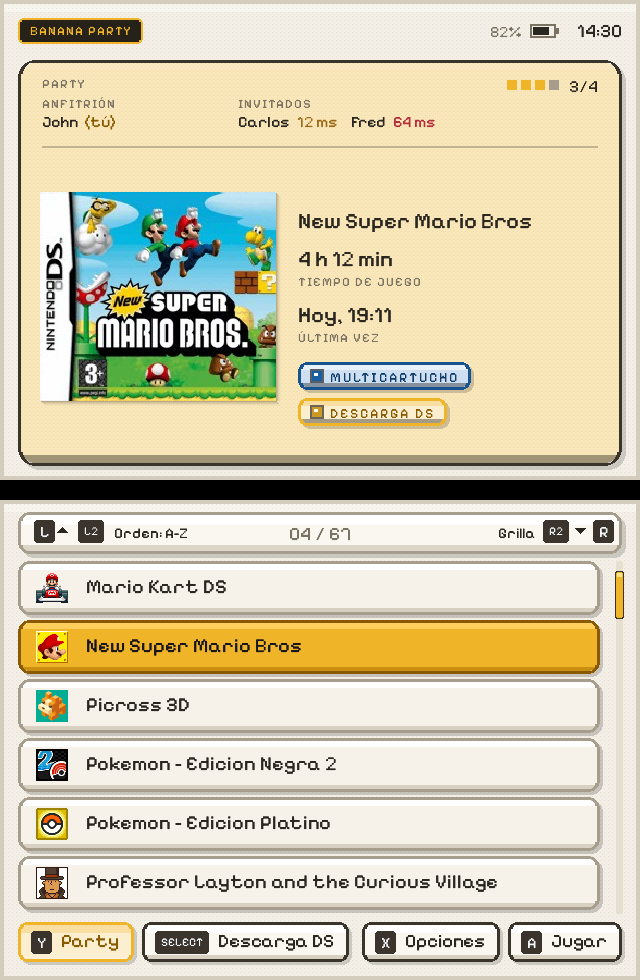 BANANA PARTY
82% 14:30
PARTY
3/4
ANFITRIÓN
INVITADOS
John (tú)
Carlos 12 ms Fred 64 ms
NINTENDO DS
New SUPER
MARIO BROS.
3+
New Super Mario Bros
4 h 12 min
TIEMPO DE JUEGO
Hoy, 19:11
ÚLTIMA VEZ
MULTICARTUCHO
DESCARGA DS
L L2 Orden: A-Z 04 / 67 Grilla R2 R
Mario Kart DS
New Super Mario Bros
Picross 3D
2 Pokemon - Edicion Negra 2
Pokemon - Edicion Platino
Professor Layton and the Curious Village
Y Party SELECT Descarga DS X Opciones A Jugar